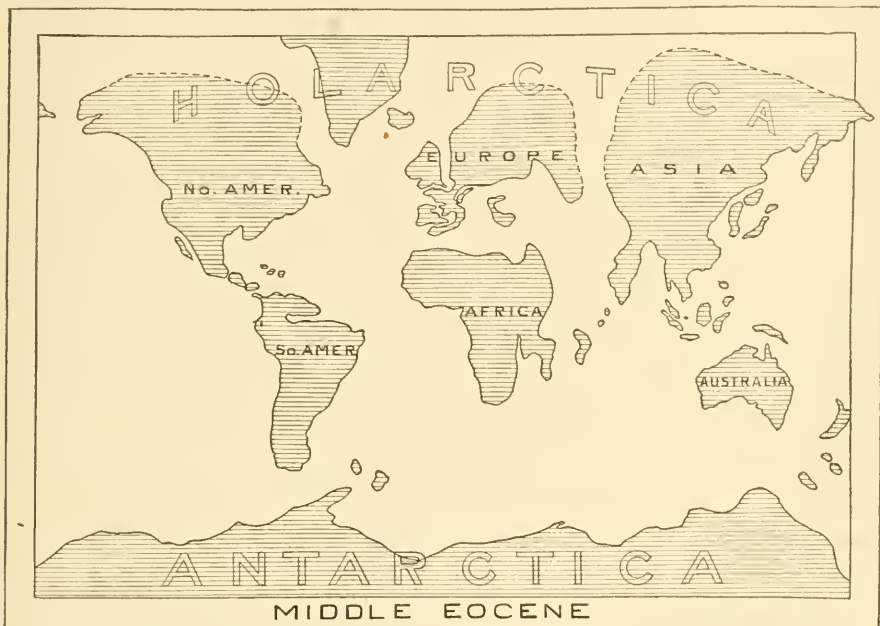 HOLARCTICA
EUROPE
ASIA
No. AMER.
AFRICA
So. AMER
AUSTRALIA
ANTARCTICA
MIDDLE EOCENE